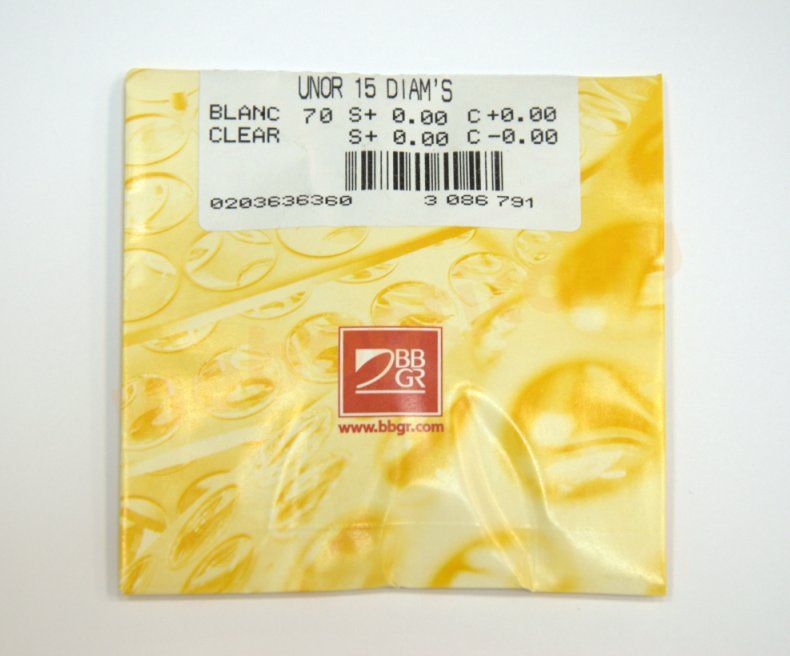 UNOR 15 DIAM'S
BLANC 70 S+ 0.00 C+0.00
CLEAR S+ 0.00 C-0.00
0203636360 3 086 791
BB
GR
www.bbgr.com